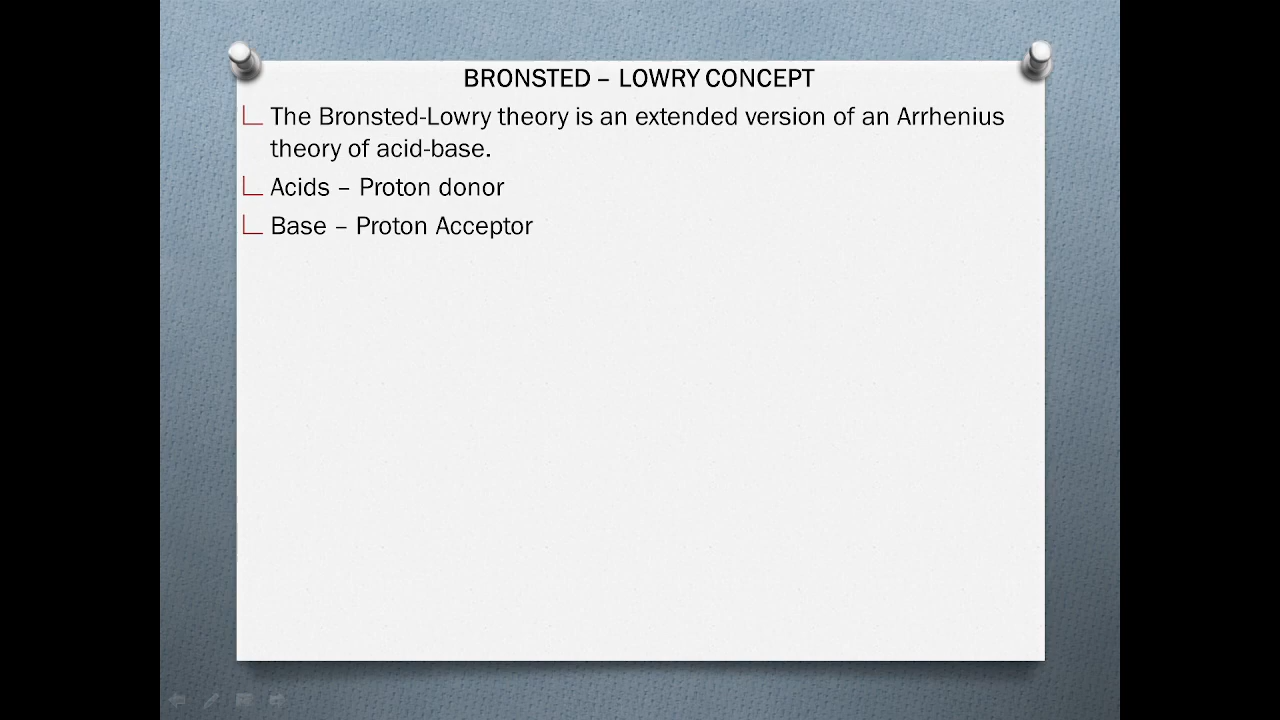 BRONSTED – LOWRY CONCEPT
The Bronsted-Lowry theory is an extended version of an Arrhenius
theory of acid-base.
Acids – Proton donor
Base – Proton Acceptor